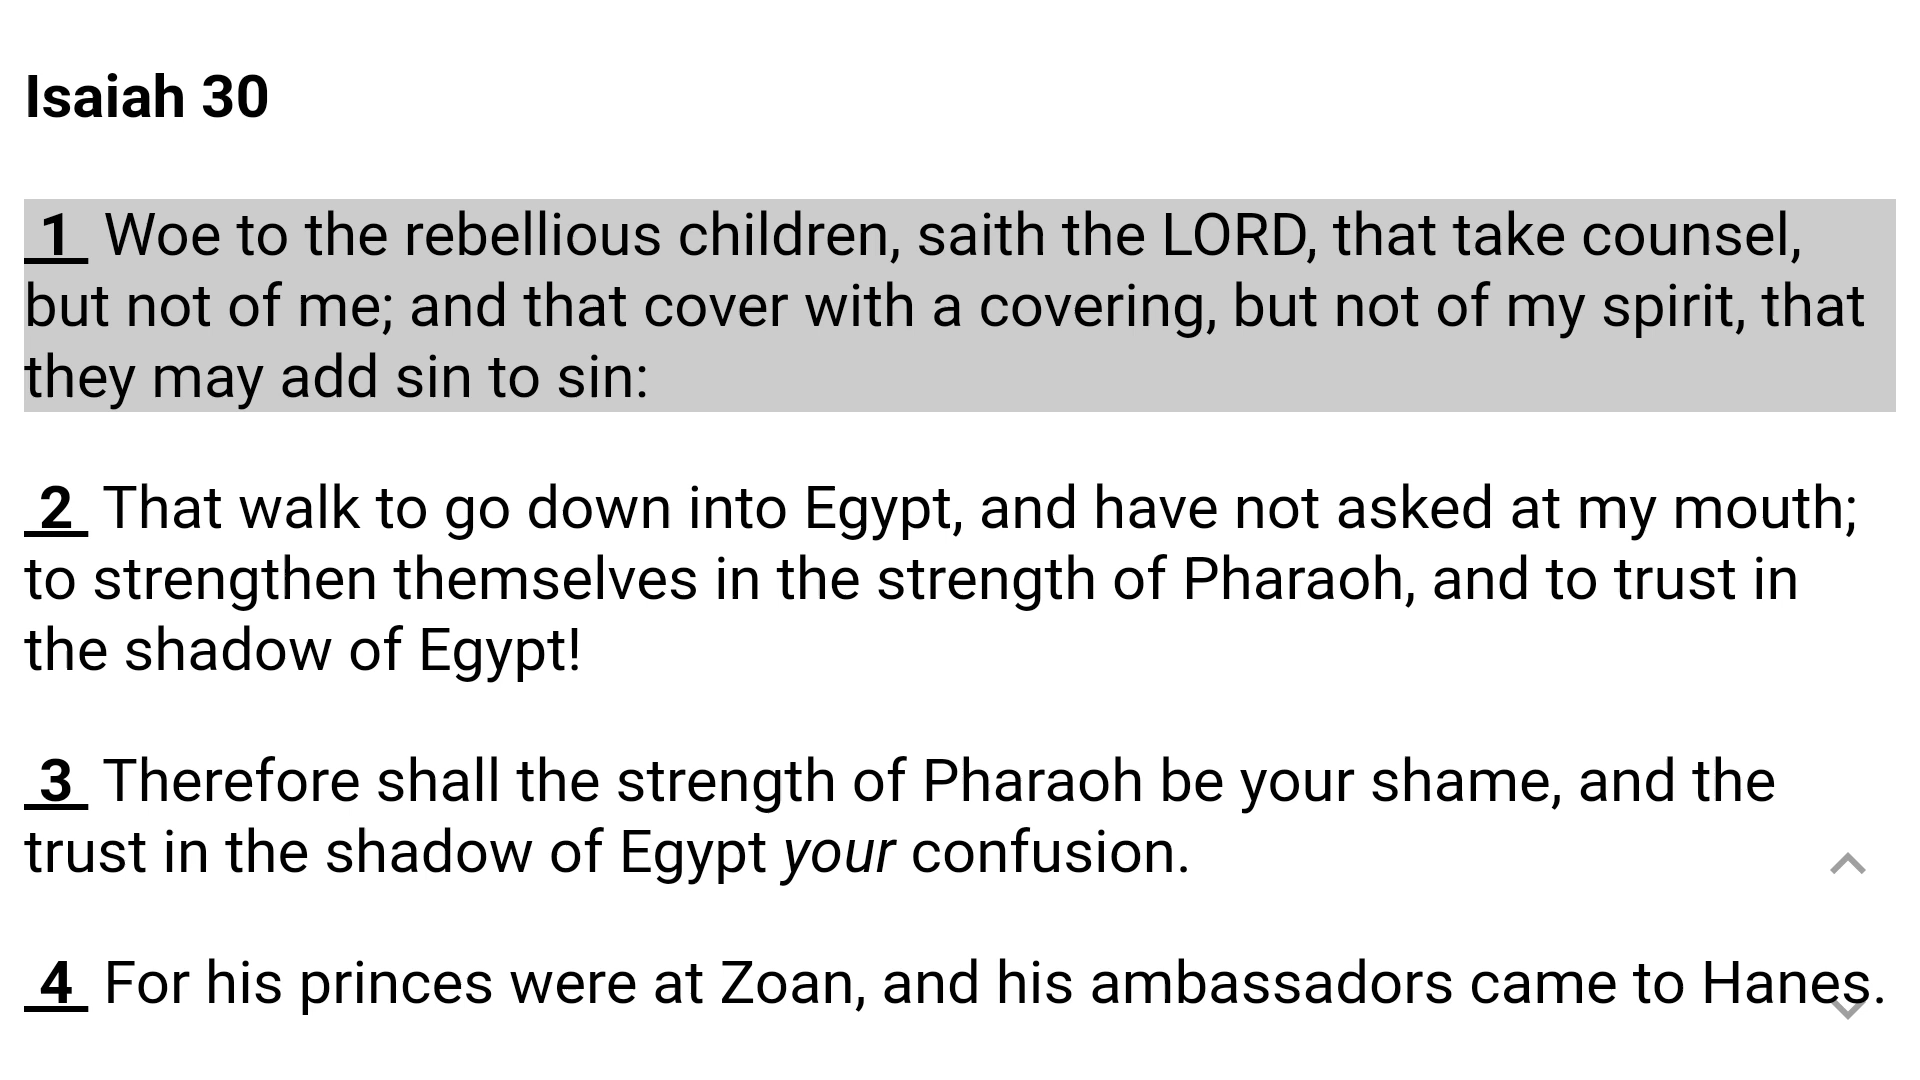 Isaiah 30
1 Woe to the rebellious children, saith the LORD, that take counsel,
but not of me; and that cover with a covering, but not of my spirit, that
they may add sin to sin:
2 That walk to go down into Egypt, and have not asked at my mouth;
to strengthen themselves in the strength of Pharaoh, and to trust in
the shadow of Egypt!
3 Therefore shall the strength of Pharaoh be your shame, and the
trust in the shadow of Egypt your confusion.
4 For his princes were at Zoan, and his ambassadors came to Hanes.